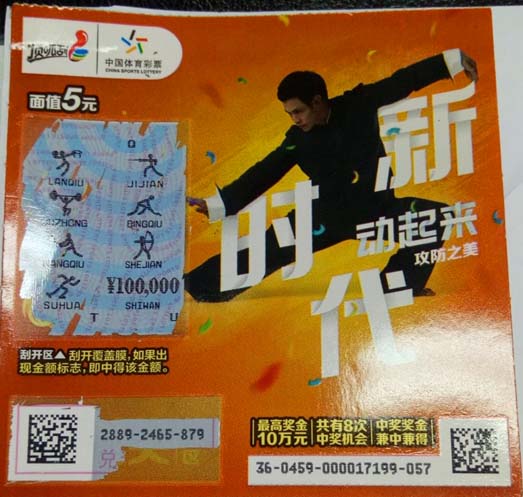 顶呱刮
中国体育彩票
CHINA SPORTS LOTTERY
面值5元
新时代
动起来
攻防之美
Q
LANQIU
JIJIAN
JUZHONG
BINGQIU
WANGQIU
SHEJIAN
¥100,000
SUHUA
SHIWAN
T U
刮开区▲刮开覆盖膜,如果出
现金额标志,即中得该金额。
2889-2465-879
兑 区
最高奖金 共有8次 中奖奖金
10万元 中奖机会 兼中兼得
36-0459-000017199-057